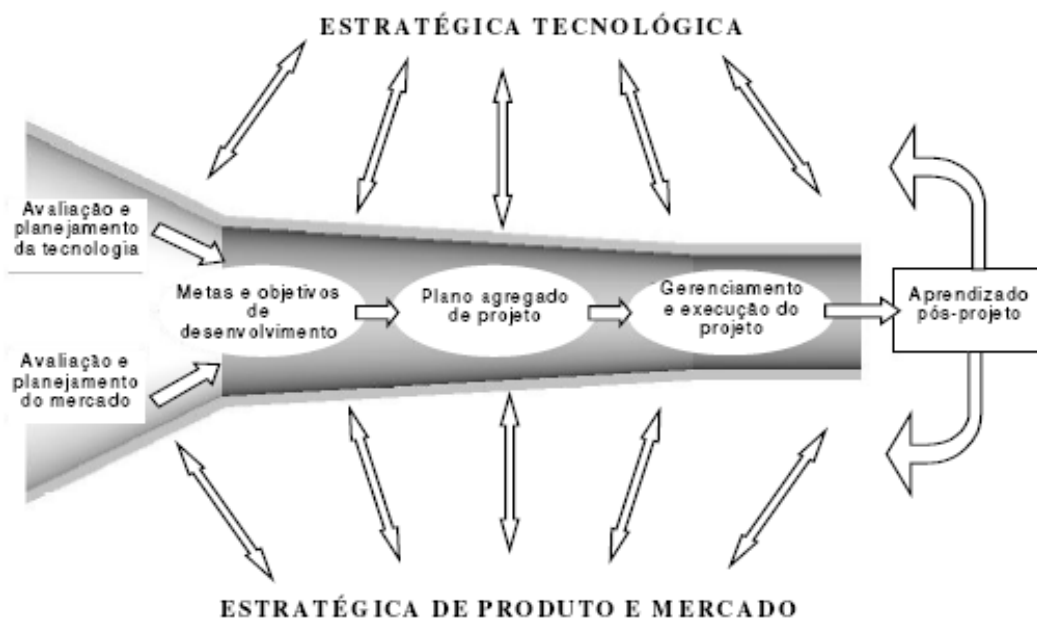 ESTRATÉGICA TECNOLÓGICA
Avaliação e
planejamento
da tecnologia
Metas e objetivos
de
desenvolvimento
Plano agregado
de projeto
Gerenciamento
e execução do
projeto
Aprendizado
pós-projeto
Avaliação e
planejamento
do mercado
ESTRATÉGICA DE PRODUTO E MERCADO